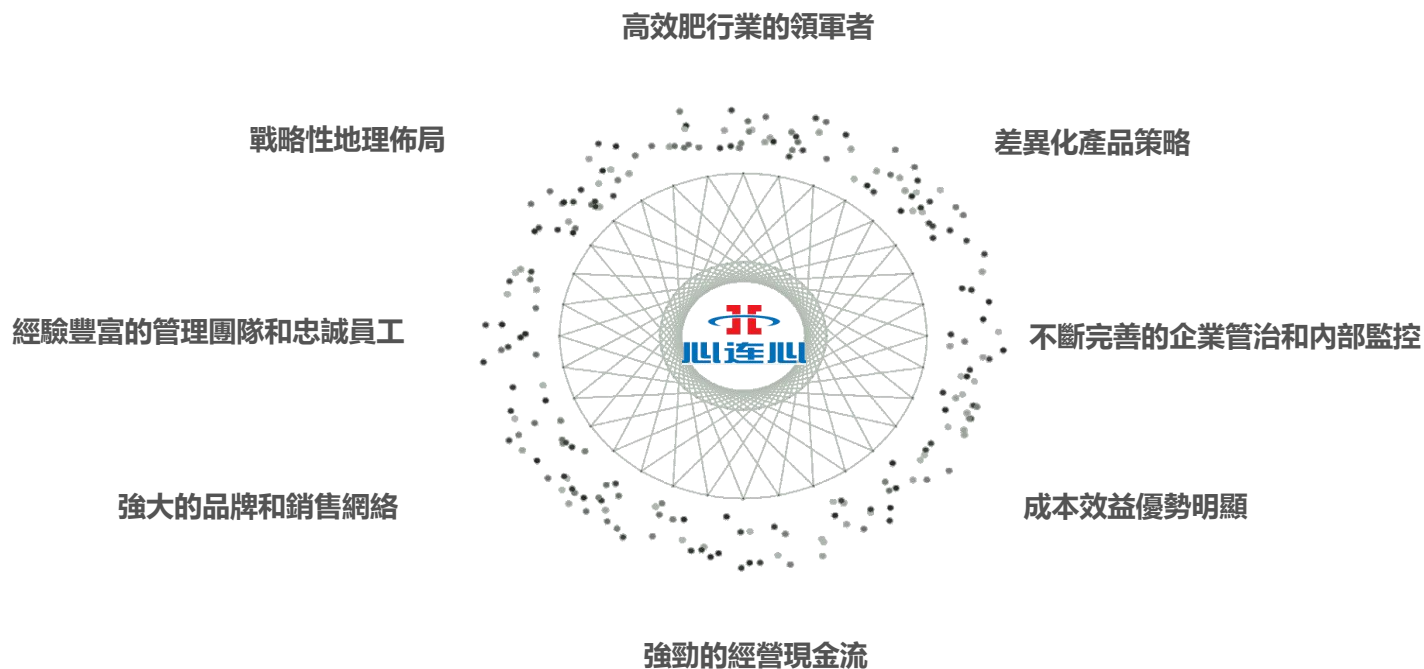 高效肥行業的領軍者
戰略性地理佈局
差異化產品策略
心连心
經驗豐富的管理團隊和忠誠員工
不斷完善的企業管治和內部監控
強大的品牌和銷售網絡
成本效益優勢明顯
強勁的經營現金流